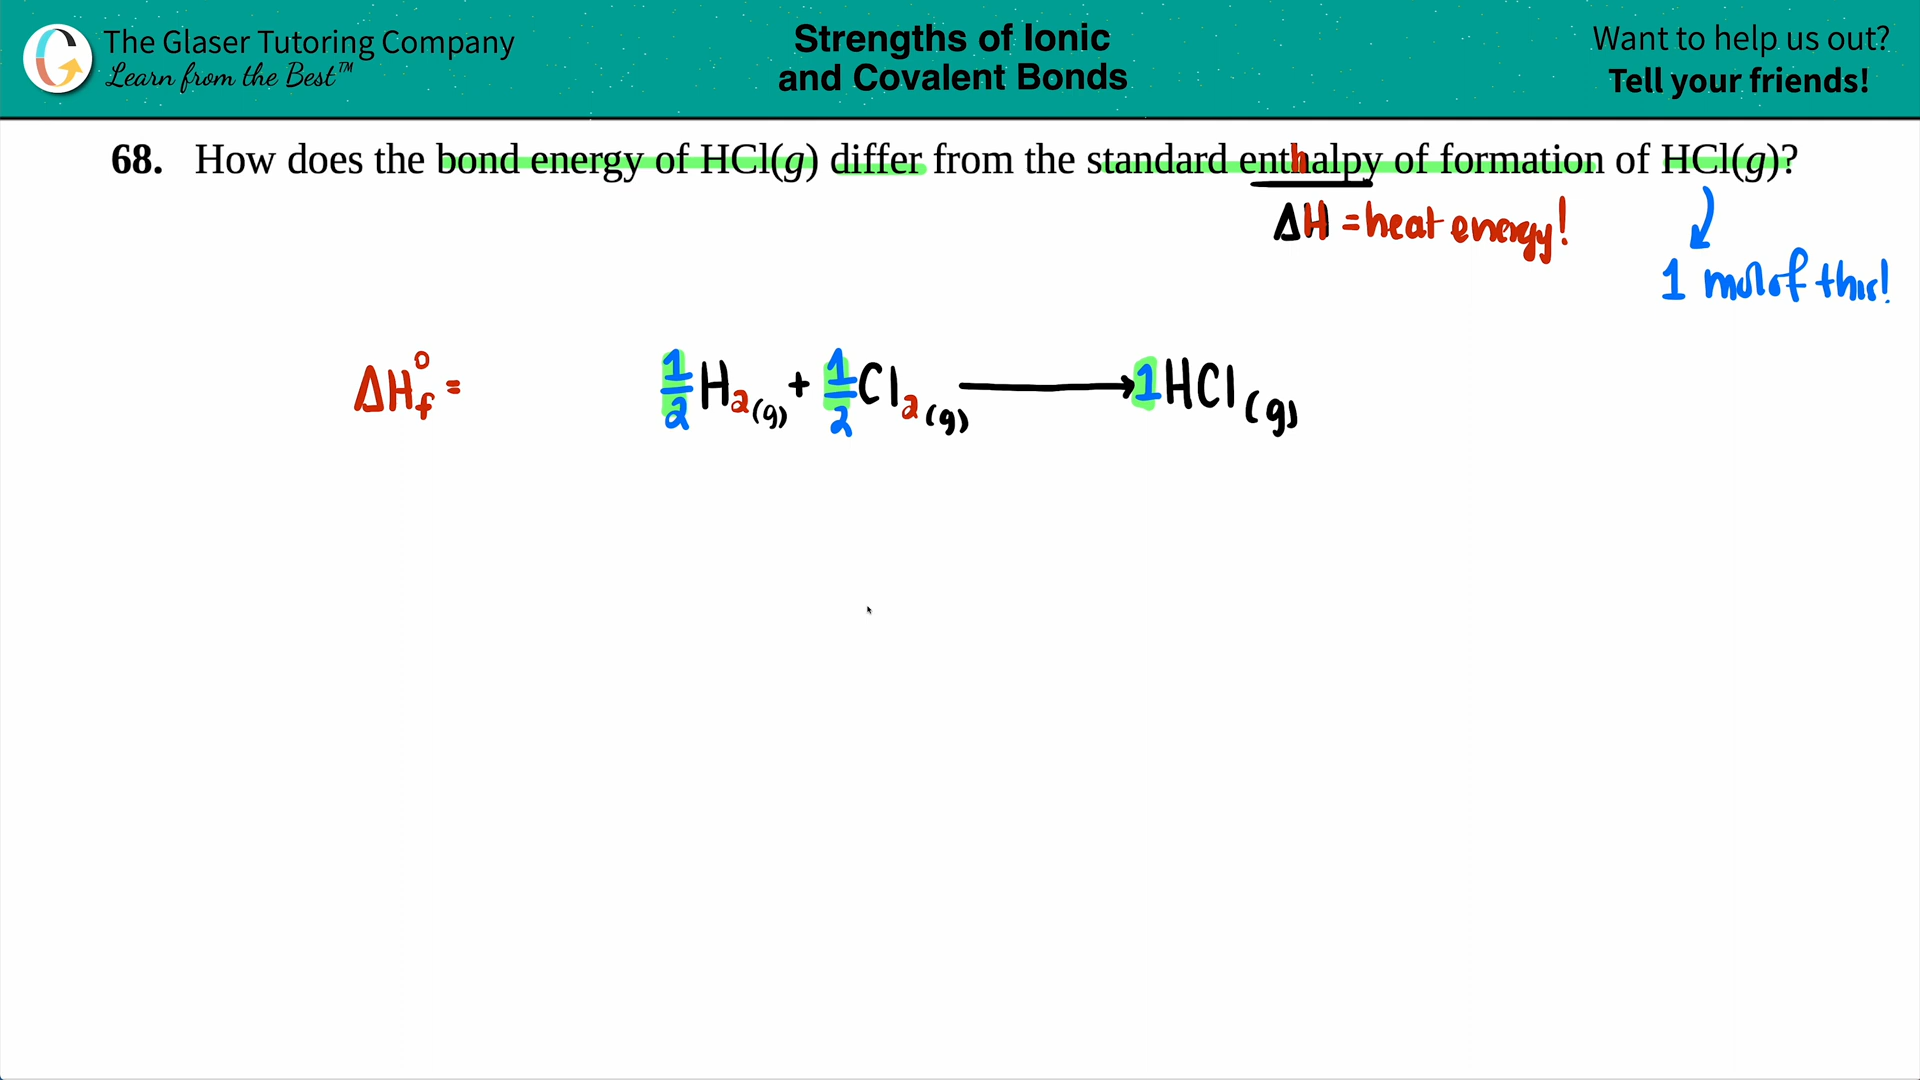 The Glaser Tutoring Company
Learn from the Best™
Strengths of Ionic
and Covalent Bonds
Want to help us out?
Tell your friends!
68. How does the bond energy of HCl(g) differ from the standard enthalpy of formation of HCl(g)?
ΔH = heat energy!
1 mol of this!
ΔH°f = 1/2 H2(g) + 1/2 Cl2(g) → 1 HCl(g)